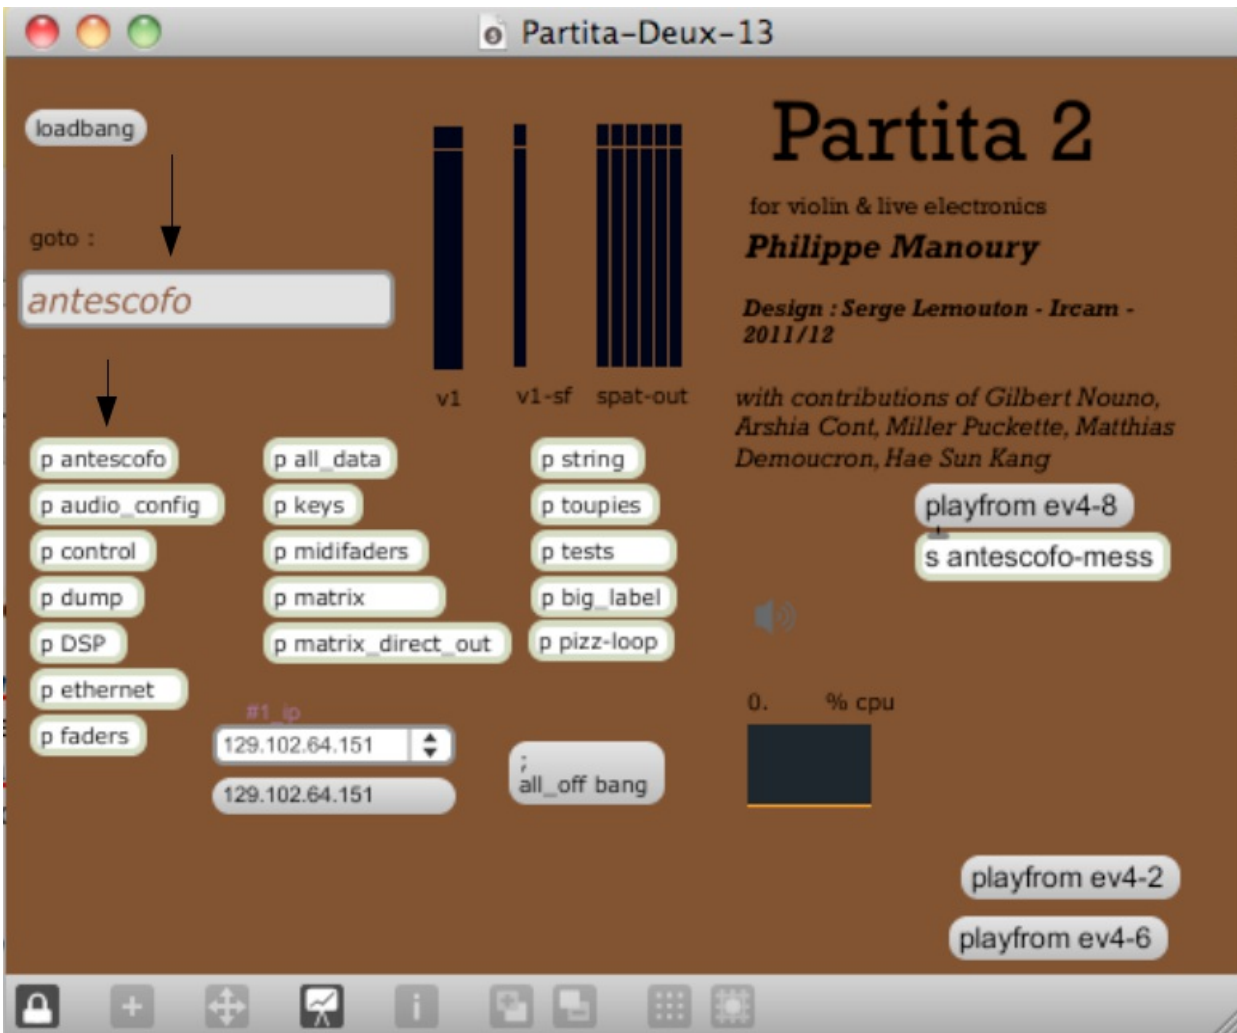 Partita-Deux-13
loadbang
goto :
antescofo
v1
v1-sf
spat-out
Partita 2
for violin & live electronics
Philippe Manoury
Design : Serge Lemouton - Ircam -
2011/12
with contributions of Gilbert Nouno,
Arshia Cont, Miller Puckette, Matthias
Demoucron, Hae Sun Kang
p antescofo
p audio_config
p control
p dump
p DSP
p ethernet
p faders
p all_data
p keys
p midifaders
p matrix
p matrix_direct_out
p string
p toupies
p tests
p big_label
p pizz-loop
playfrom ev4-8
s antescofo-mess
#1_ip
129.102.64.151
129.102.64.151
;
all_off bang
0. % cpu
playfrom ev4-2
playfrom ev4-6